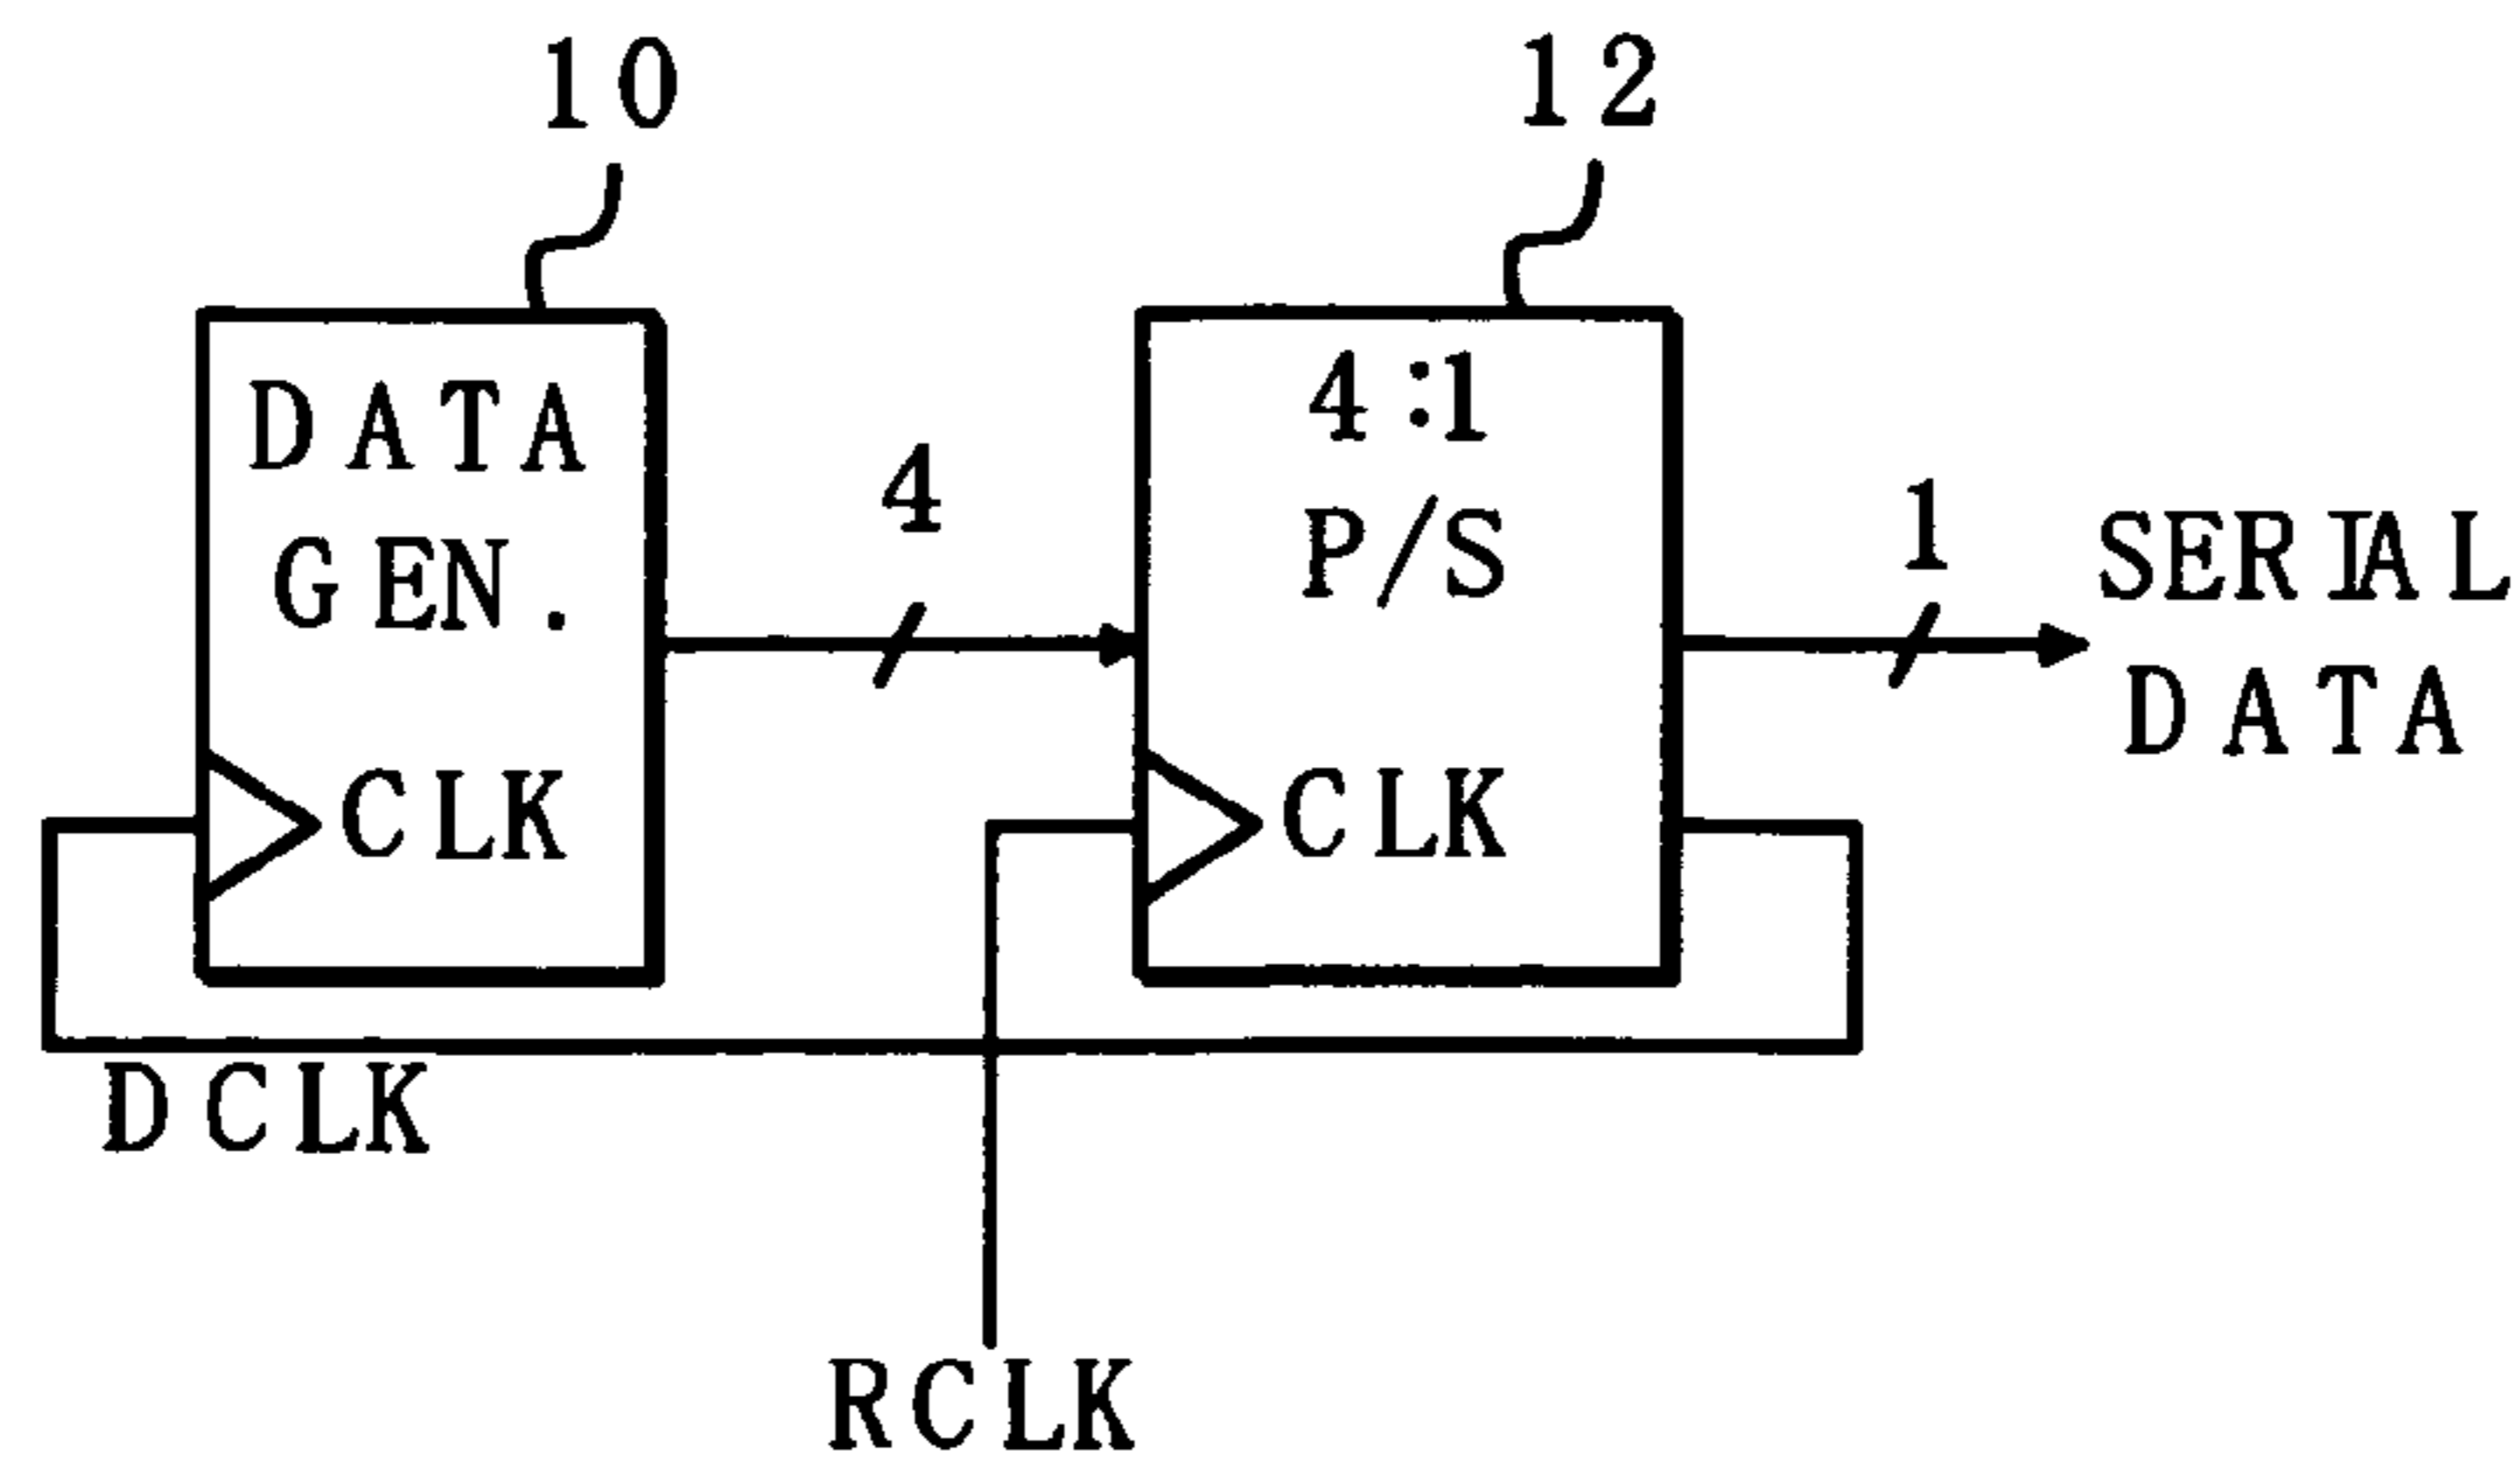 10
12
DATA
GEN.
CLK
4
4:1
P/S
CLK
1
SERIAL
DATA
DCLK
RCLK